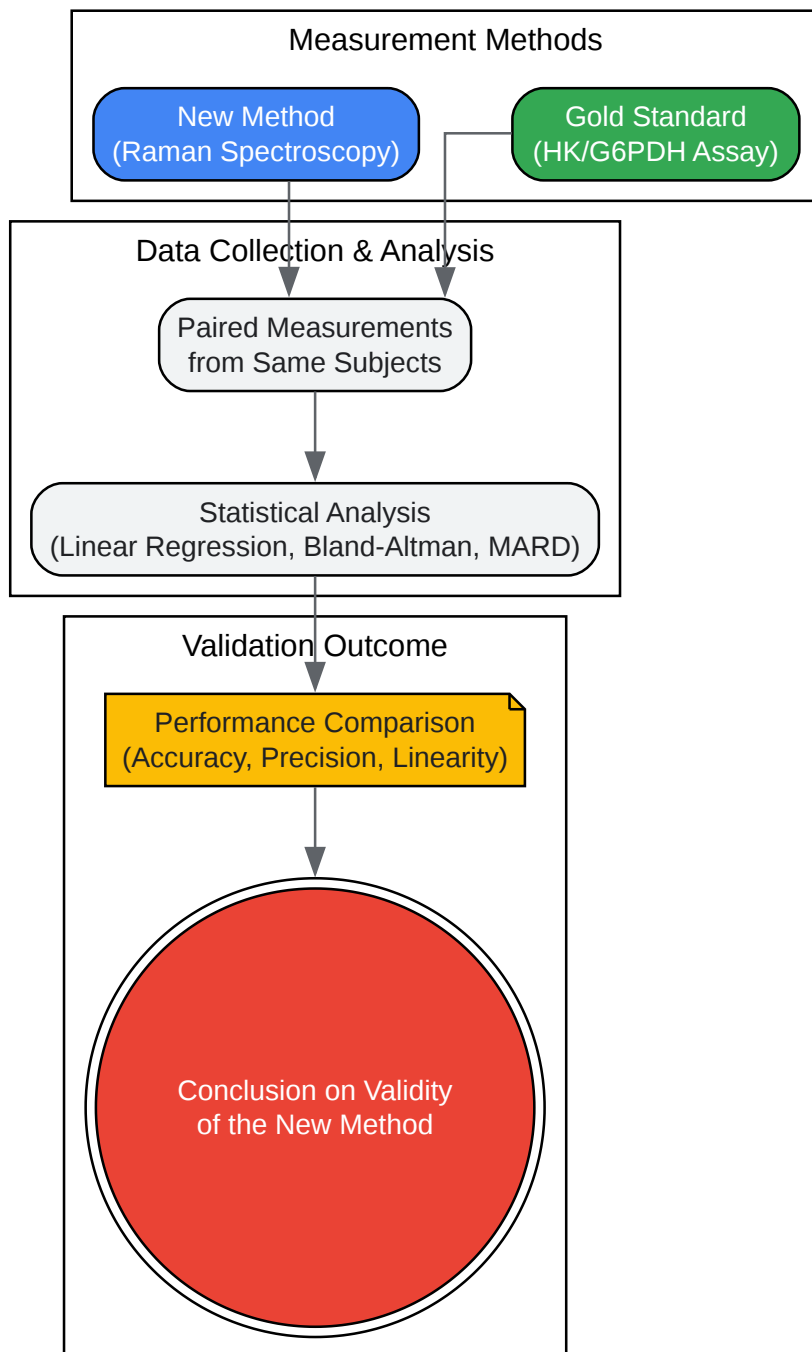 Measurement Methods
New Method
(Raman Spectroscopy)
Gold Standard
(HK/G6PDH Assay)
Data Collection & Analysis
Paired Measurements
from Same Subjects
Statistical Analysis
(Linear Regression, Bland-Altman, MARD)
Validation Outcome
Performance Comparison
(Accuracy, Precision, Linearity)
Conclusion on Validity
of the New Method